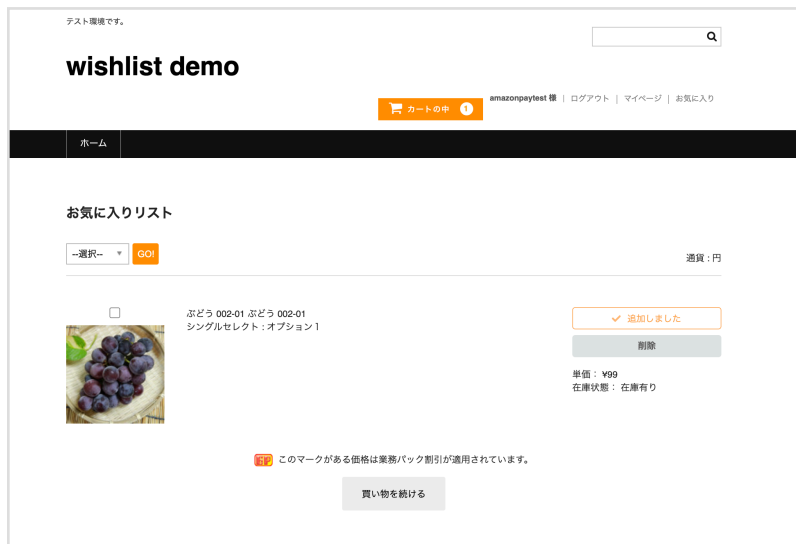 テスト環境です。
wishlist demo
カートの中 1
amazonpaytest 様 | ログアウト | マイページ | お気に入り
ホーム
お気に入りリスト
--選択-- ▼ GO!
通貨 : 円
ぶどう 002-01 ぶどう 002-01
シングルセレクト : オプション1
追加しました
削除
単価： ¥99
在庫状態： 在庫有り
このマークがある価格は業務パック割引が適用されています。
買い物を続ける